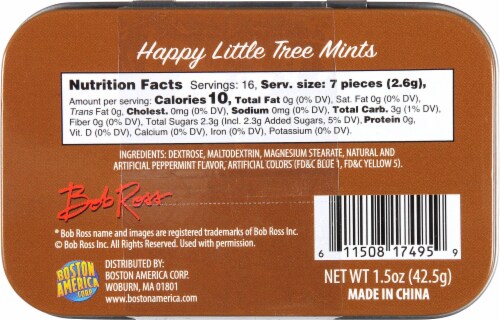 Happy Little Tree Mints
Nutrition Facts Servings: 16, Serv. size: 7 pieces (2.6g),
Amount per serving: Calories 10, Total Fat 0g (0% DV), Sat. Fat 0g (0% DV),
Trans Fat 0g, Cholest. 0mg (0% DV), Sodium 0mg (0% DV), Total Carb. 3g (1% DV),
Fiber 0g (0% DV), Total Sugars 2.3g (Incl. 2.3g Added Sugars, 5% DV), Protein 0g,
Vit. D (0% DV), Calcium (0% DV), Iron (0% DV), Potassium (0% DV).
INGREDIENTS: DEXTROSE, MALTODEXTRIN, MAGNESIUM STEARATE, NATURAL AND
ARTIFICIAL PEPPERMINT FLAVOR, ARTIFICIAL COLORS (FD&C BLUE 1, FD&C YELLOW 5).
Bob Ross
* Bob Ross name and images are registered trademarks of Bob Ross Inc.
© Bob Ross Inc. All Rights Reserved. Used with permission.
BOSTON
AMERICA
CORP.
DISTRIBUTED BY:
BOSTON AMERICA CORP.
WOBURN, MA 01801
www.bostonamerica.com
6 11508 17495 9
NET WT 1.5oz (42.5g)
MADE IN CHINA